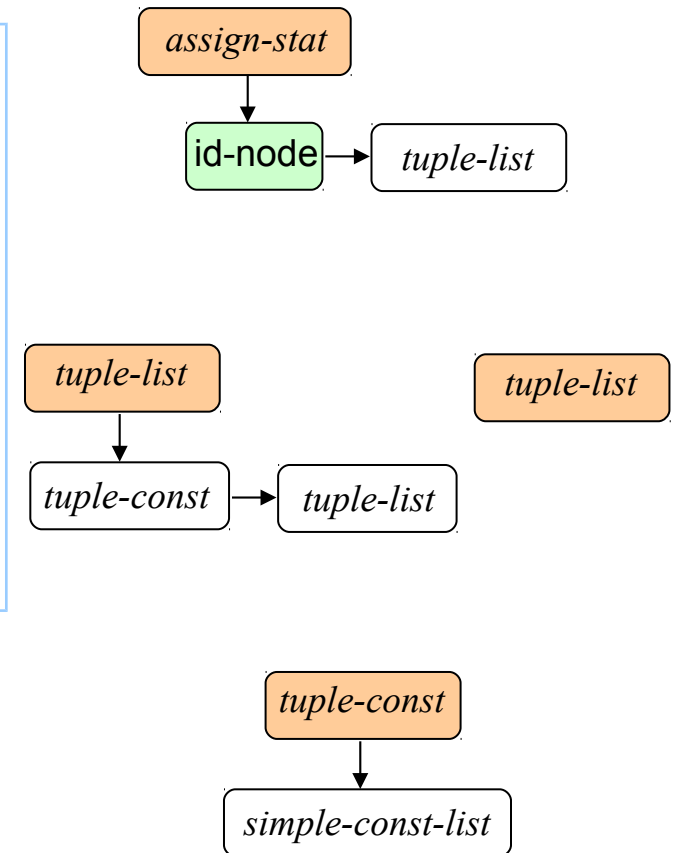 assign-stat
id-node tuple-list
tuple-list tuple-list
tuple-const tuple-list
tuple-const
simple-const-list